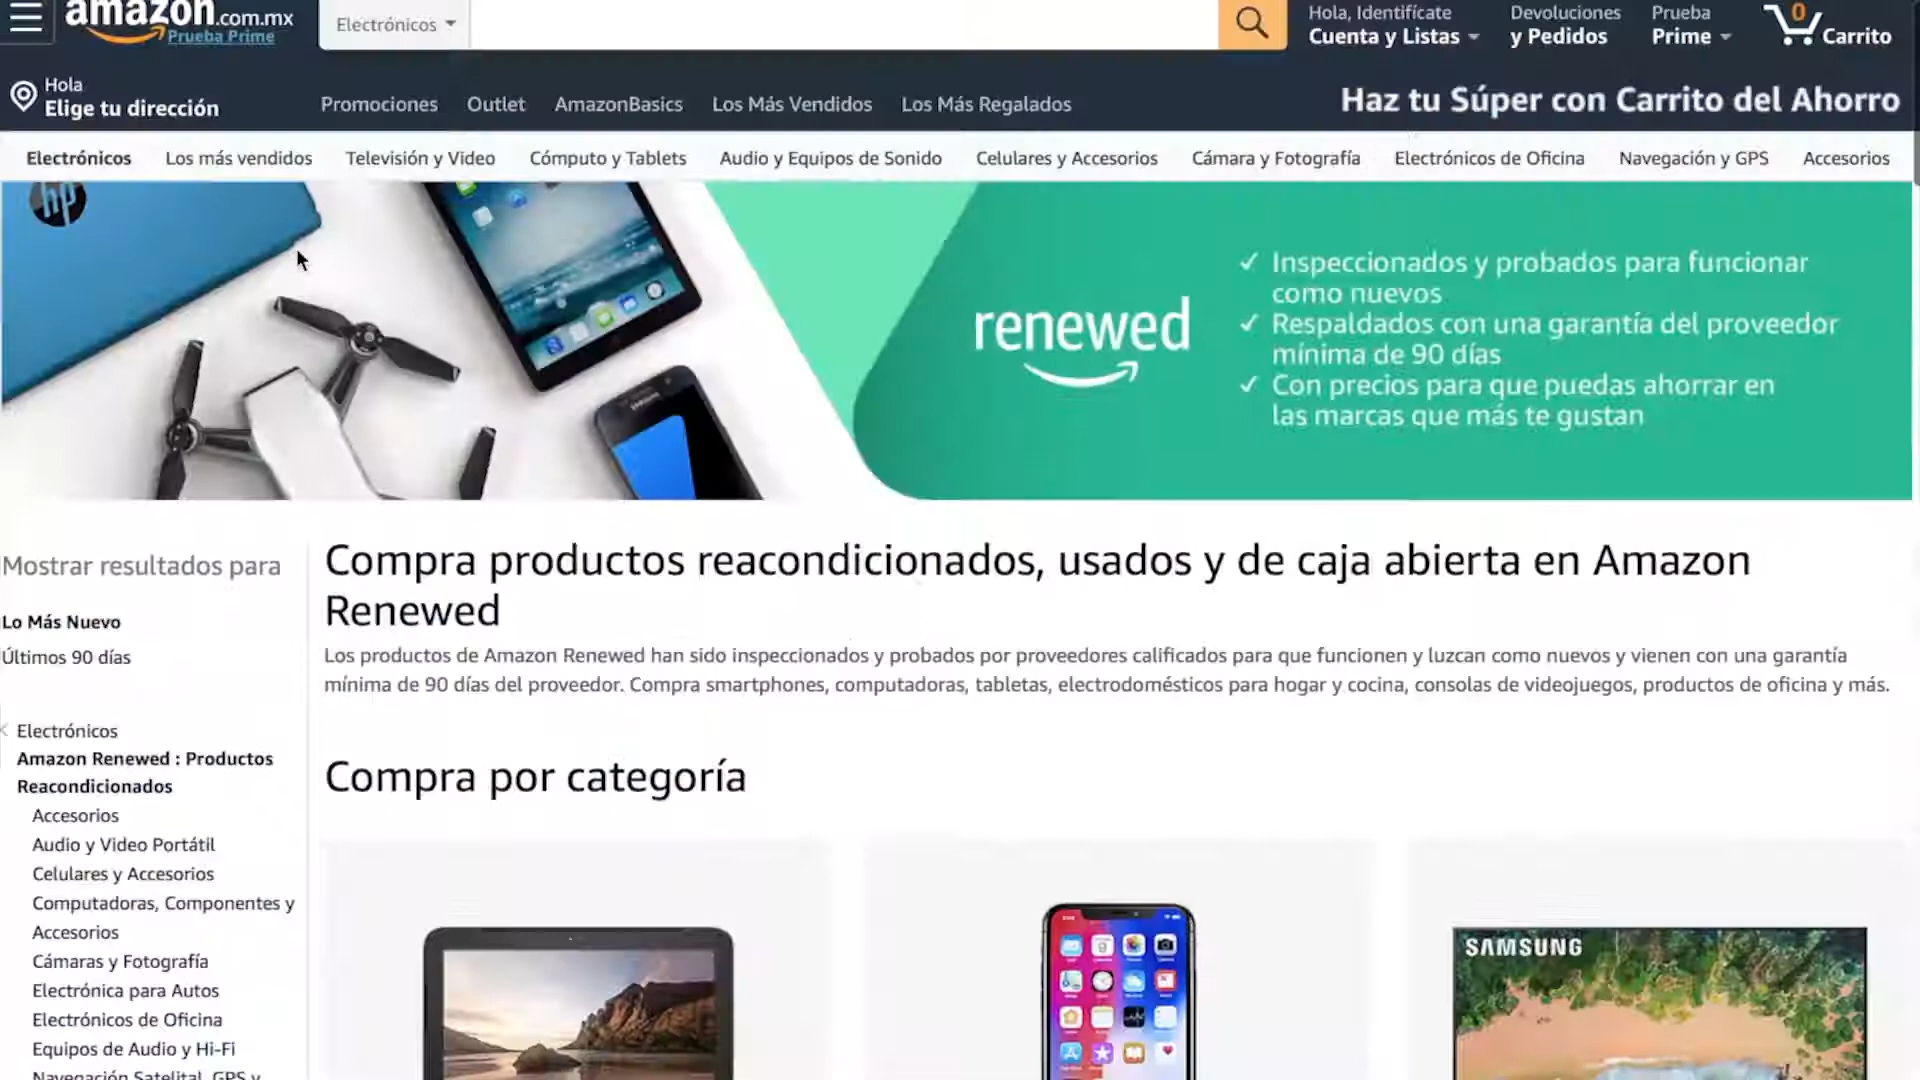 amazon.com.mx
Prueba Prime
Electrónicos
Hola, Identifícate
Cuenta y Listas
Devoluciones
y Pedidos
Prueba
Prime
0
Carrito
Hola
Elige tu dirección
Promociones
Outlet
AmazonBasics
Los Más Vendidos
Los Más Regalados
Haz tu Súper con Carrito del Ahorro
Electrónicos
Los más vendidos
Televisión y Video
Cómputo y Tablets
Audio y Equipos de Sonido
Celulares y Accesorios
Cámara y Fotografía
Electrónicos de Oficina
Navegación y GPS
Accesorios
hp
SAMSUNG
renewed
✓ Inspeccionados y probados para funcionar
como nuevos
✓ Respaldados con una garantía del proveedor
mínima de 90 días
✓ Con precios para que puedas ahorrar en
las marcas que más te gustan
Mostrar resultados para
Lo Más Nuevo
Últimos 90 días
Electrónicos
Amazon Renewed : Productos
Reacondicionados
Accesorios
Audio y Video Portátil
Celulares y Accesorios
Computadoras, Componentes y
Accesorios
Cámaras y Fotografía
Electrónica para Autos
Electrónicos de Oficina
Equipos de Audio y Hi-Fi
Navegación Satelital, GPS y
Compra productos reacondicionados, usados y de caja abierta en Amazon
Renewed
Los productos de Amazon Renewed han sido inspeccionados y probados por proveedores calificados para que funcionen y luzcan como nuevos y vienen con una garantía
mínima de 90 días del proveedor. Compra smartphones, computadoras, tabletas, electrodomésticos para hogar y cocina, consolas de videojuegos, productos de oficina y más.
Compra por categoría
SAMSUNG